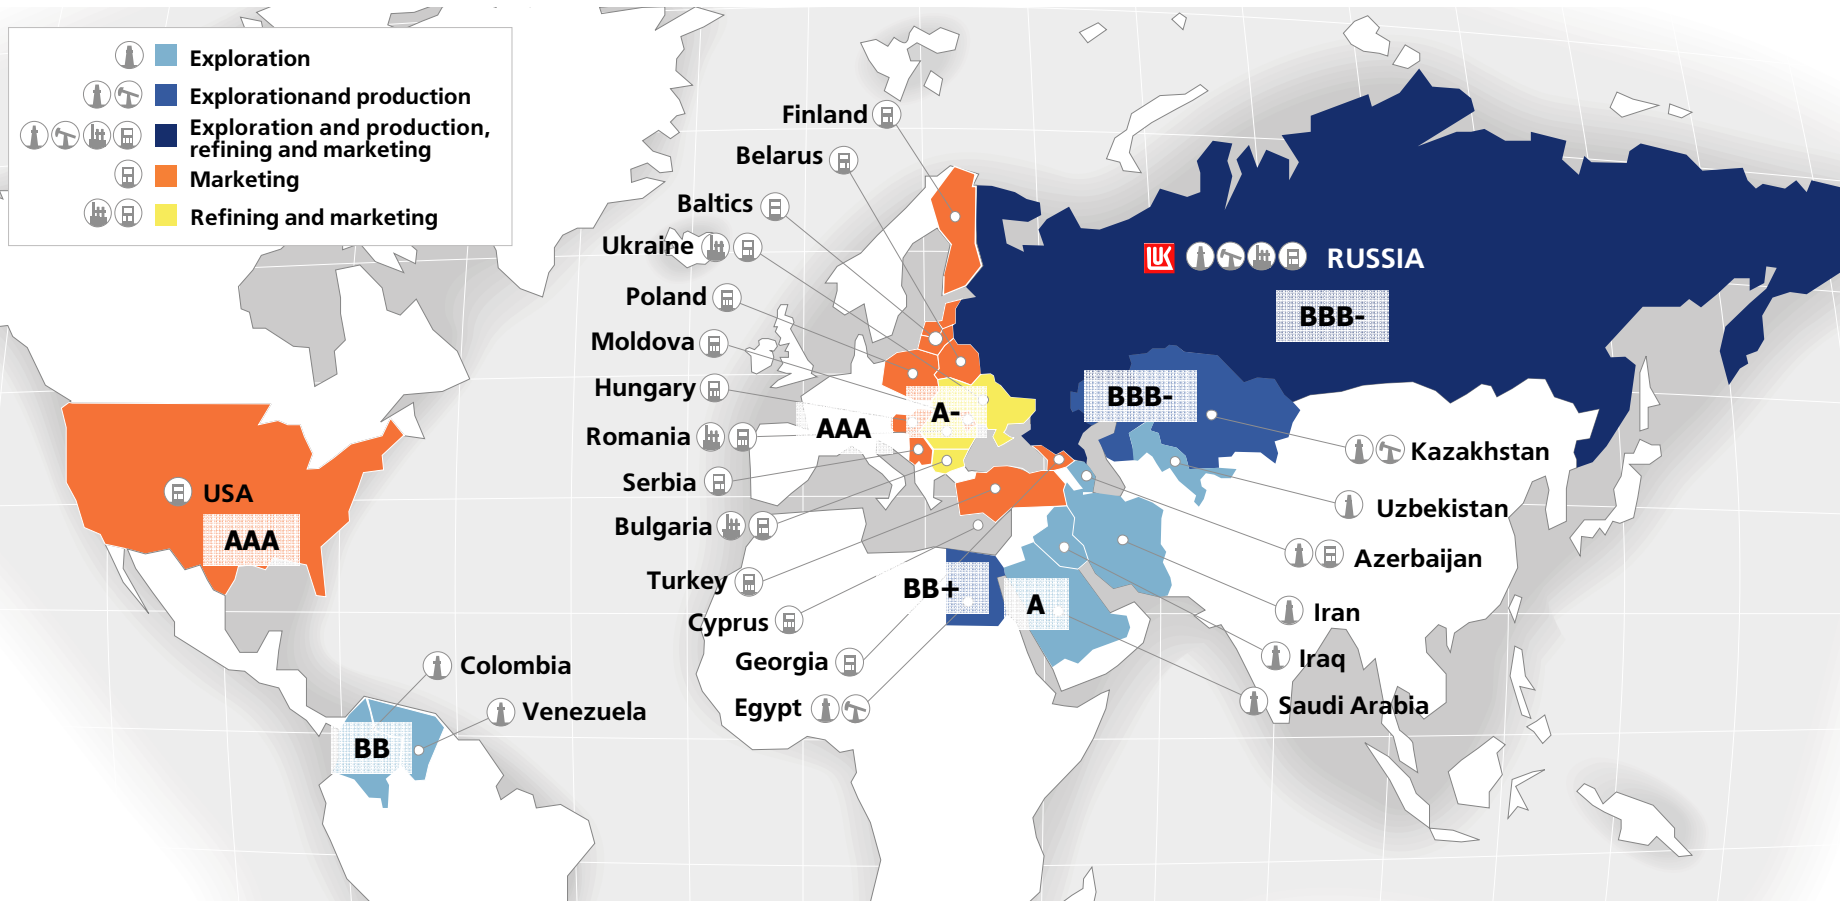 Exploration
Explorationand production
Exploration and production,
refining and marketing
Marketing
Refining and marketing
Finland
Belarus
Baltics
Ukraine
Poland
Moldova
Hungary
Romania
Serbia
Bulgaria
Turkey
Cyprus
Georgia
Egypt
LUK RUSSIA
BBB-
BBB-
A-
AAA
Kazakhstan
Uzbekistan
Azerbaijan
Iran
Iraq
Saudi Arabia
BB+
A
USA
AAA
Colombia
Venezuela
BB